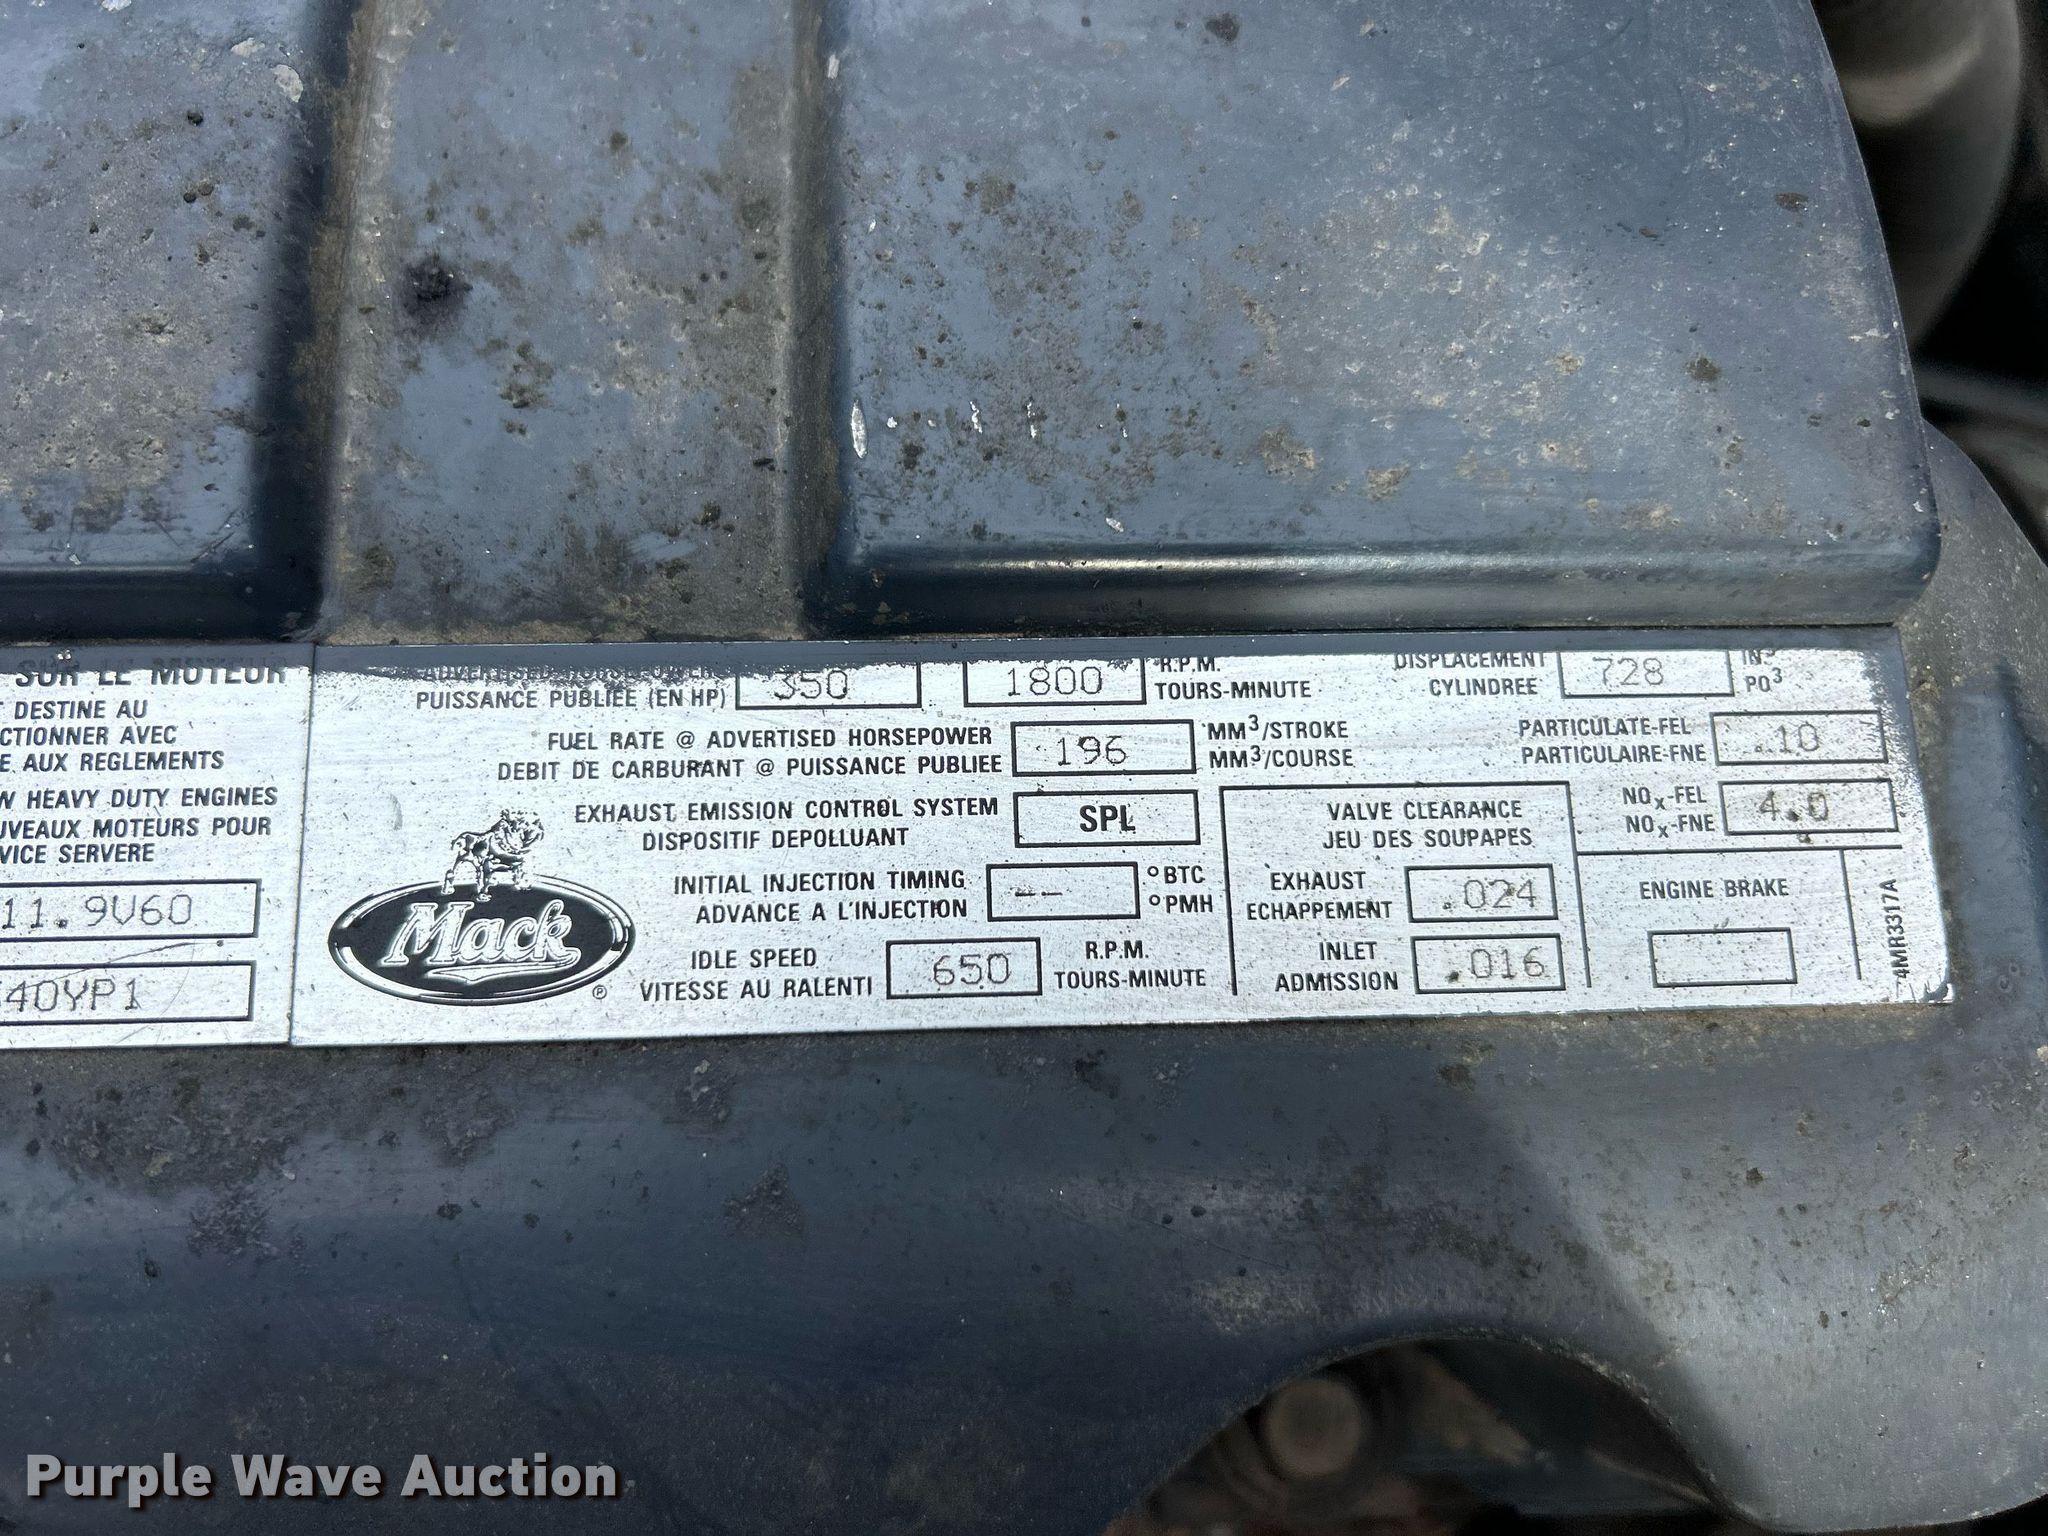 SUR LE MOTEUR
DESTINE AU
CTIONNER AVEC
E AUX REGLEMENTS
W HEAVY DUTY ENGINES
UVEAUX MOTEURS POUR
VICE SERVERE
11.9V60
40YP1
ADVERTISED HORSEPOWER
PUISSANCE PUBLIEE (EN HP) 350
1800 R.P.M.
TOURS-MINUTE
DISPLACEMENT
CYLINDREE 728 IN³
PO³
FUEL RATE @ ADVERTISED HORSEPOWER
DEBIT DE CARBURANT @ PUISSANCE PUBLIEE 196 MM³/STROKE
MM³/COURSE
PARTICULATE-FEL
PARTICULAIRE-FNE .10
EXHAUST EMISSION CONTROL SYSTEM
DISPOSITIF DEPOLLUANT SPL
NOx-FEL
NOx-FNE 4.0
INITIAL INJECTION TIMING
ADVANCE A L'INJECTION -- °BTC
°PMH
IDLE SPEED
VITESSE AU RALENTI 650 R.P.M.
TOURS-MINUTE
VALVE CLEARANCE
JEU DES SOUPAPES
EXHAUST
ECHAPPEMENT .024
INLET
ADMISSION .016
ENGINE BRAKE
74MR3317A
Mack ®
Purple Wave Auction